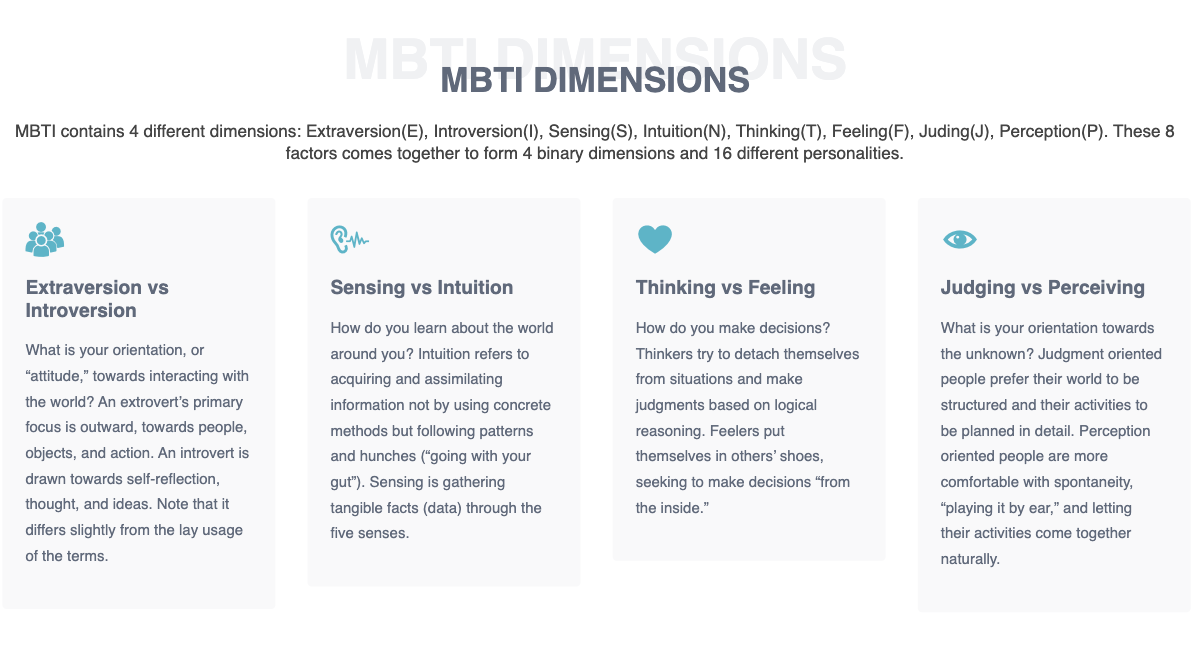 MBTI DIMENSIONS
MBTI DIMENSIONS
MBTI contains 4 different dimensions: Extraversion(E), Introversion(I), Sensing(S), Intuition(N), Thinking(T), Feeling(F), Juding(J), Perception(P). These 8
factors comes together to form 4 binary dimensions and 16 different personalities.
Extraversion vs
Introversion
What is your orientation, or
“attitude,” towards interacting with
the world? An extrovert’s primary
focus is outward, towards people,
objects, and action. An introvert is
drawn towards self-reflection,
thought, and ideas. Note that it
differs slightly from the lay usage
of the terms.
Sensing vs Intuition
How do you learn about the world
around you? Intuition refers to
acquiring and assimilating
information not by using concrete
methods but following patterns
and hunches (“going with your
gut”). Sensing is gathering
tangible facts (data) through the
five senses.
Thinking vs Feeling
How do you make decisions?
Thinkers try to detach themselves
from situations and make
judgments based on logical
reasoning. Feelers put
themselves in others’ shoes,
seeking to make decisions “from
the inside.”
Judging vs Perceiving
What is your orientation towards
the unknown? Judgment oriented
people prefer their world to be
structured and their activities to
be planned in detail. Perception
oriented people are more
comfortable with spontaneity,
“playing it by ear,” and letting
their activities come together
naturally.